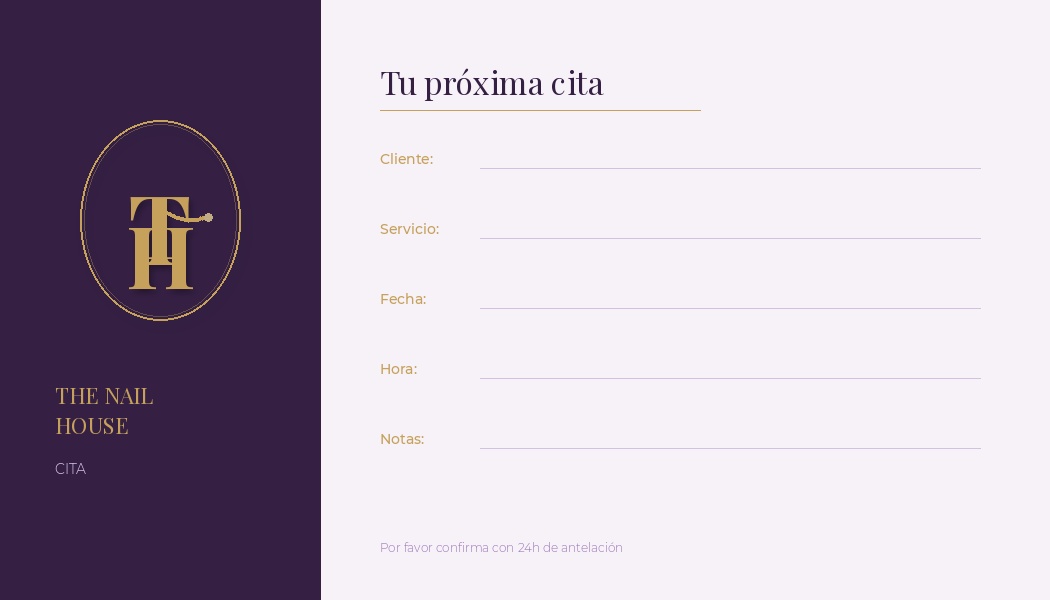 TH
THE NAIL
HOUSE
CITA
Tu próxima cita
Cliente:
Servicio:
Fecha:
Hora:
Notas:
Por favor confirma con 24h de antelación